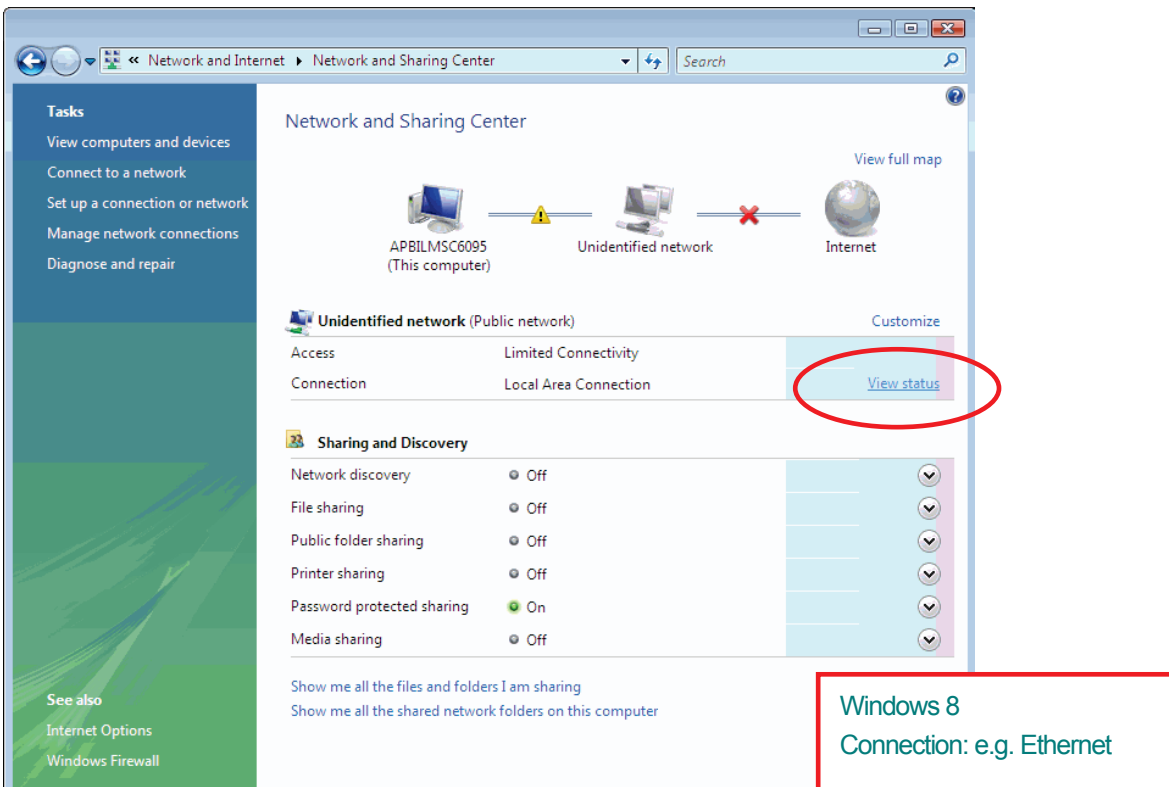 « Network and Internet ▸ Network and Sharing Center
Search
Tasks
View computers and devices
Connect to a network
Set up a connection or network
Manage network connections
Diagnose and repair
See also
Internet Options
Windows Firewall
Network and Sharing Center
View full map
APBILMSC6095
(This computer)
Unidentified network
Internet
Unidentified network (Public network)
Customize
Access Limited Connectivity
Connection Local Area Connection View status
Sharing and Discovery
Network discovery Off
File sharing Off
Public folder sharing Off
Printer sharing Off
Password protected sharing On
Media sharing Off
Show me all the files and folders I am sharing
Show me all the shared network folders on this computer
Windows 8
Connection: e.g. Ethernet